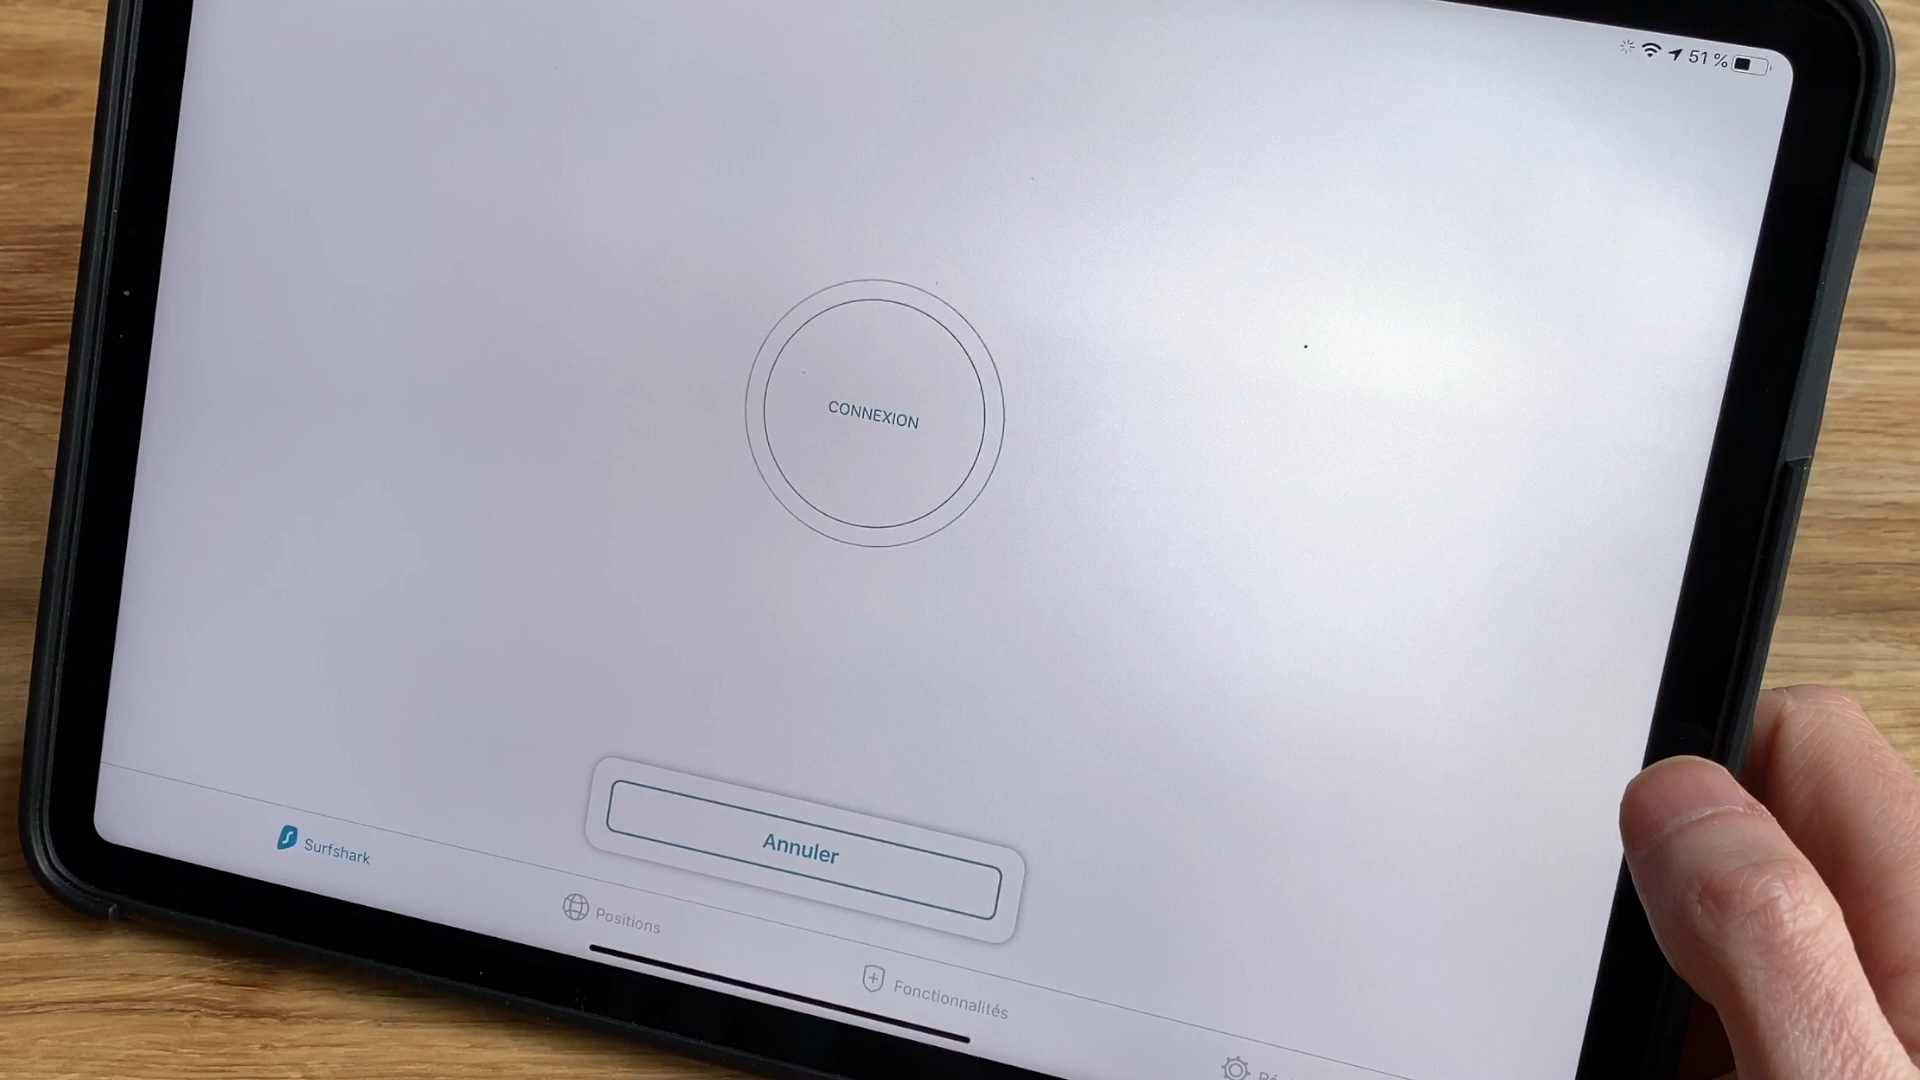 51 %
CONNEXION
Annuler
Surfshark
Positions
Fonctionnalités